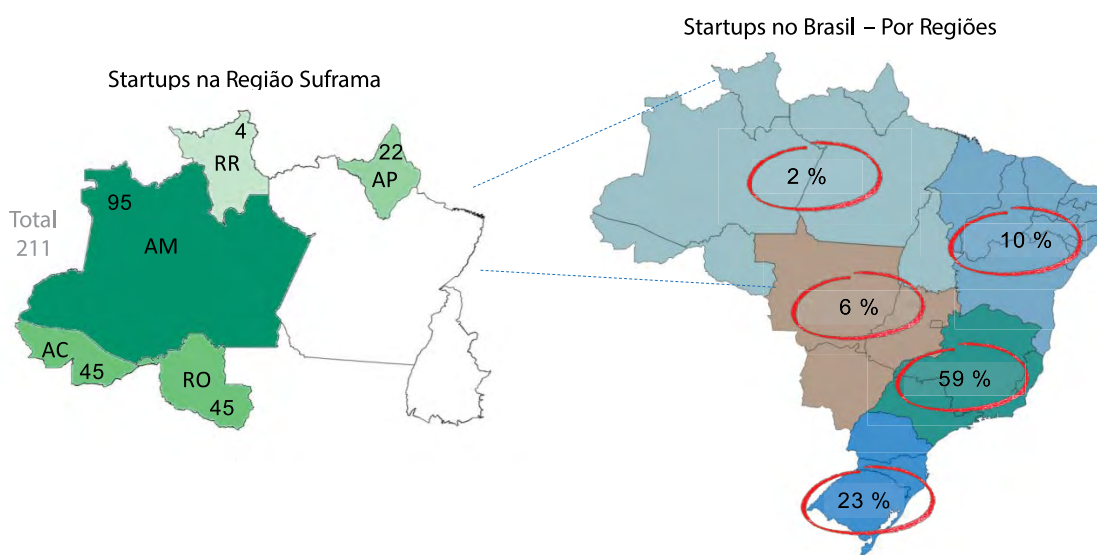 Startups na Região Suframa
4
RR
22
AP
95
AM
Total
211
AC
45
RO
45
Startups no Brasil – Por Regiões
2 %
10 %
6 %
59 %
23 %